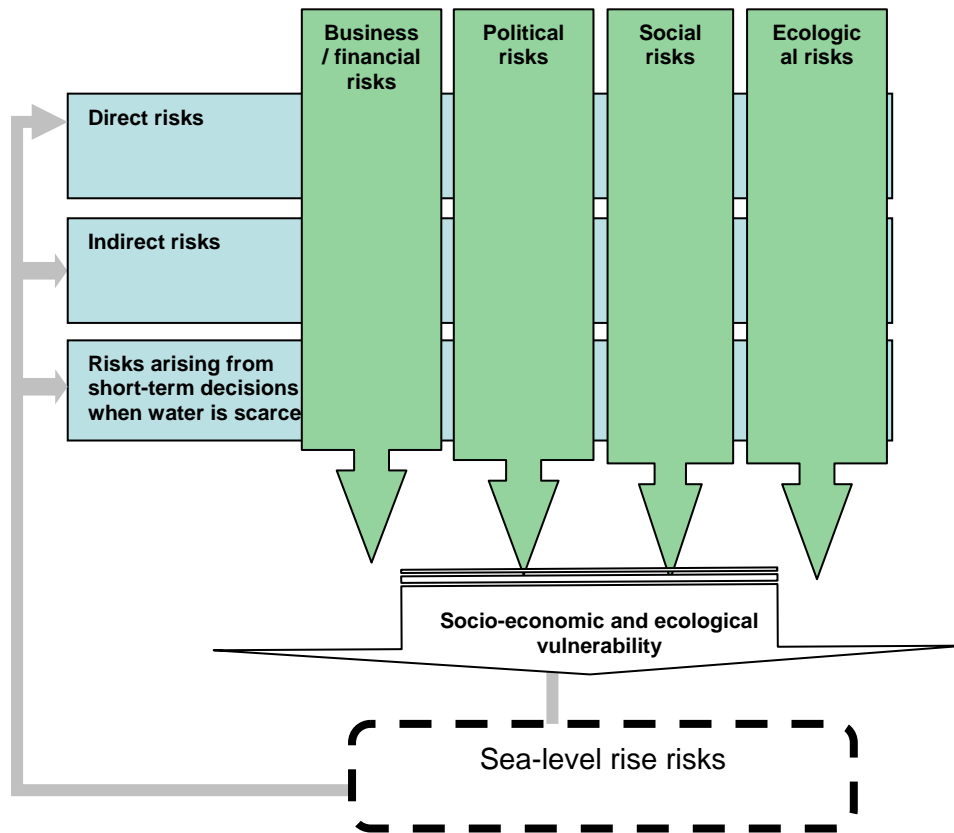 Business
/ financial
risks
Political
risks
Social
risks
Ecologic
al risks
Direct risks
Indirect risks
Risks arising from
short-term decisions
when water is scarce
Socio-economic and ecological
vulnerability
Sea-level rise risks